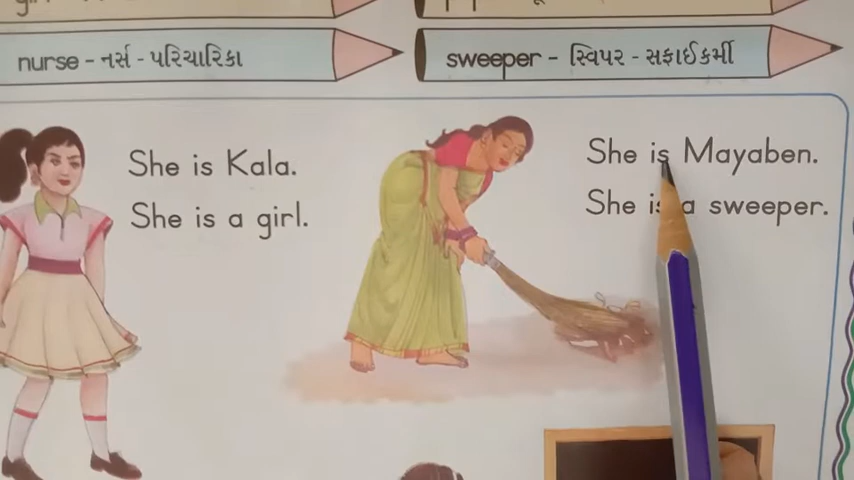 nurse - નર્સ - પરિચારિકા
sweeper - સ્વિપર - સફાઈકર્મી
She is Kala.
She is a girl.
She is Mayaben.
She is a sweeper.